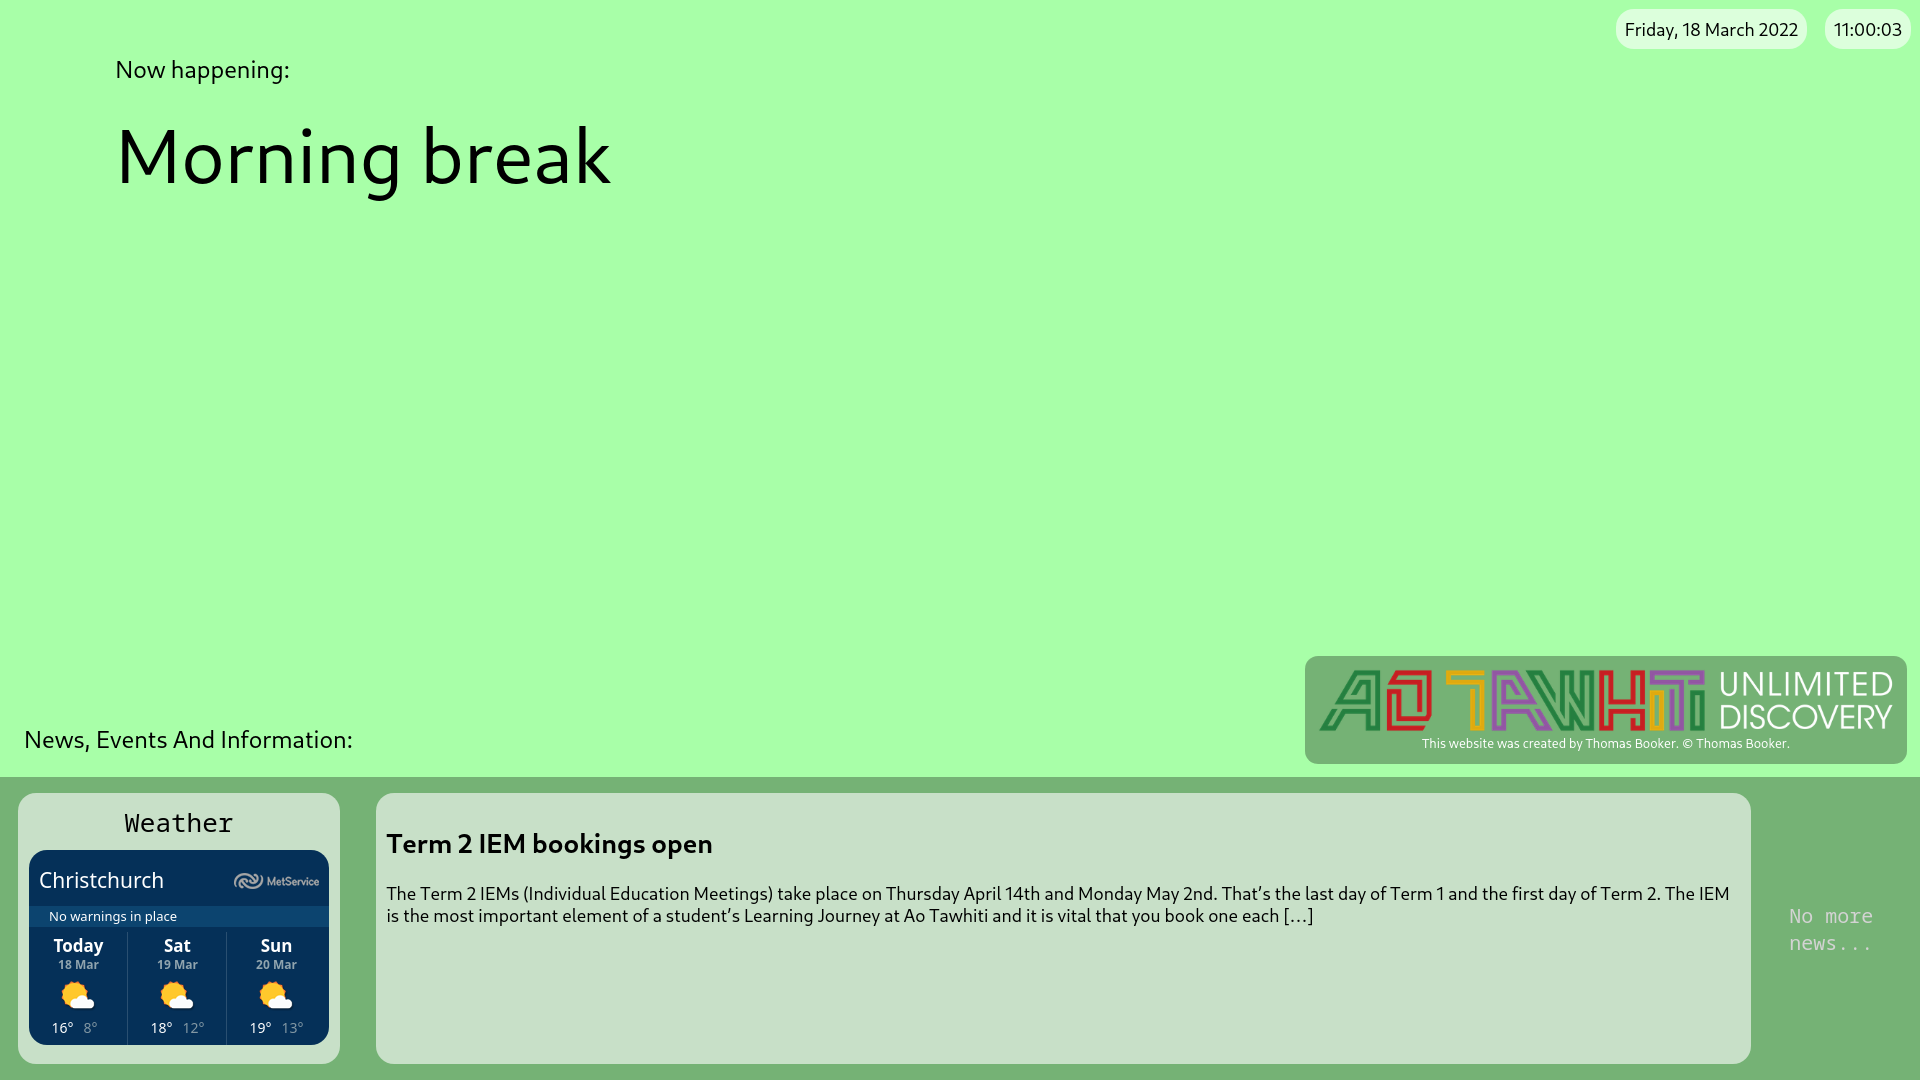 Friday, 18 March 2022
11:00:03
Now happening:
Morning break
AO TAWHITI
UNLIMITED
DISCOVERY
This website was created by Thomas Booker. © Thomas Booker.
News, Events And Information:
Weather
Christchurch
MetService
No warnings in place
Today Sat Sun
18 Mar 19 Mar 20 Mar
16° 8° 18° 12° 19° 13°
Term 2 IEM bookings open
The Term 2 IEMs (Individual Education Meetings) take place on Thursday April 14th and Monday May 2nd. That’s the last day of Term 1 and the first day of Term 2. The IEM
is the most important element of a student’s Learning Journey at Ao Tawhiti and it is vital that you book one each […]
No more
news...